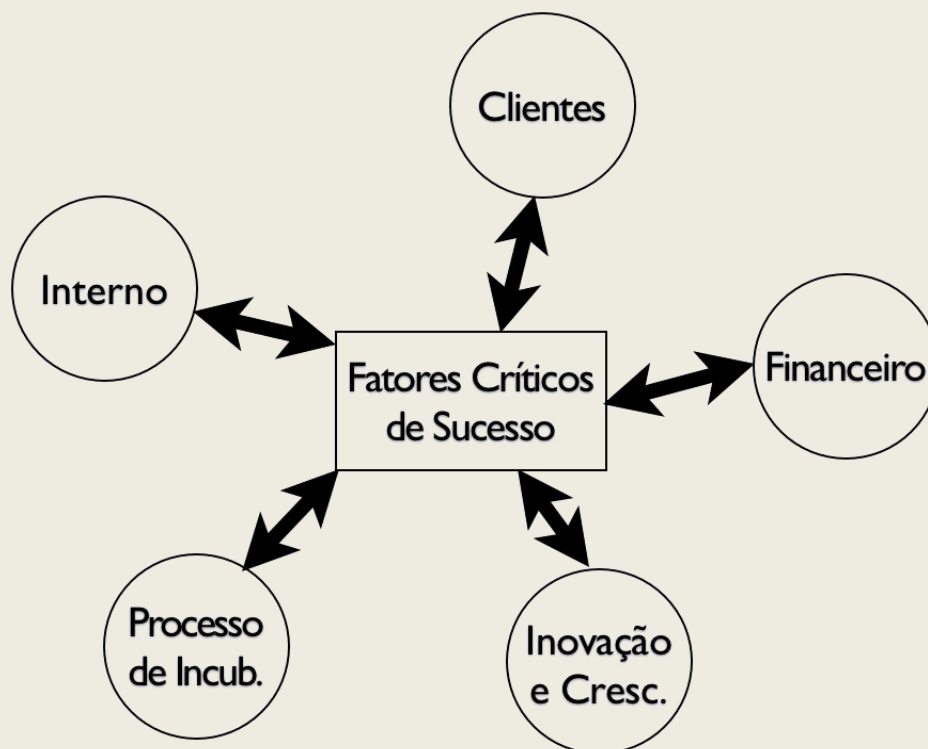 Clientes
Interno
Fatores Críticos
de Sucesso
Financeiro
Processo
de Incub.
Inovação
e Cresc.